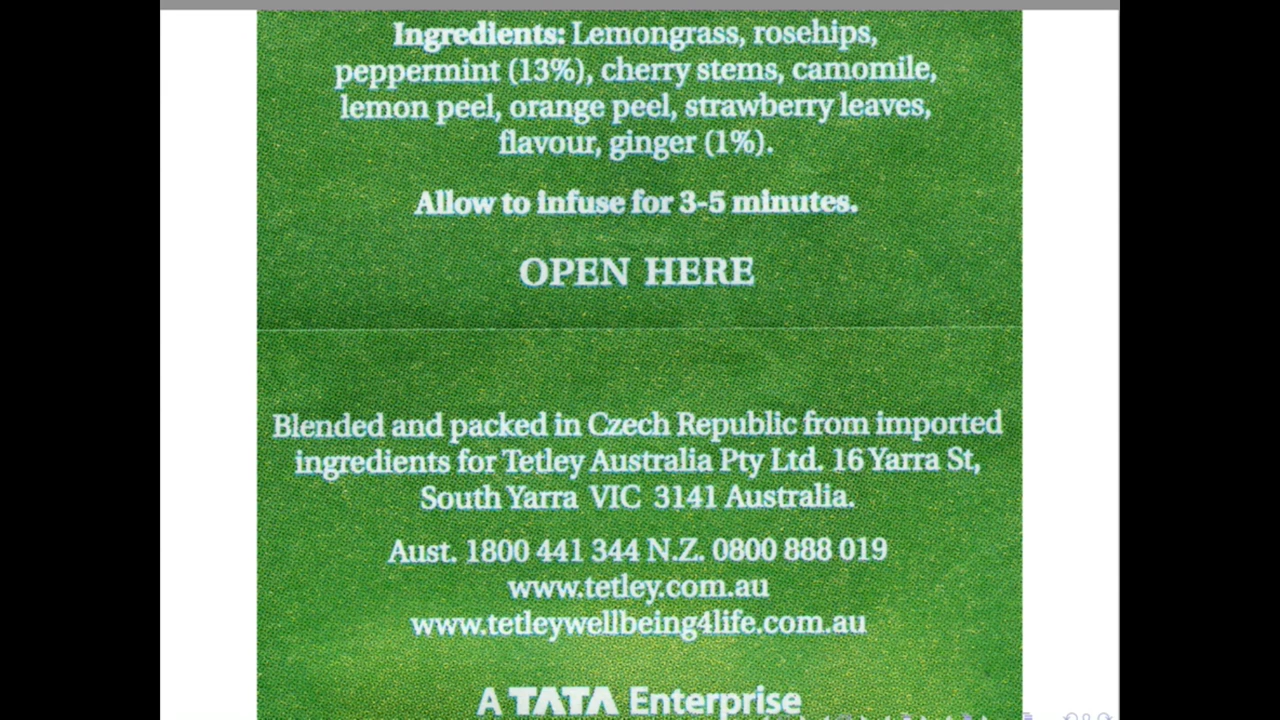 Ingredients: Lemongrass, rosehips,
peppermint (13%), cherry stems, camomile,
lemon peel, orange peel, strawberry leaves,
flavour, ginger (1%).
Allow to infuse for 3-5 minutes.
OPEN HERE
Blended and packed in Czech Republic from imported
ingredients for Tetley Australia Pty Ltd. 16 Yarra St,
South Yarra VIC 3141 Australia.
Aust. 1800 441 344 N.Z. 0800 888 019
www.tetley.com.au
www.tetleywellbeing4life.com.au
A TATA Enterprise